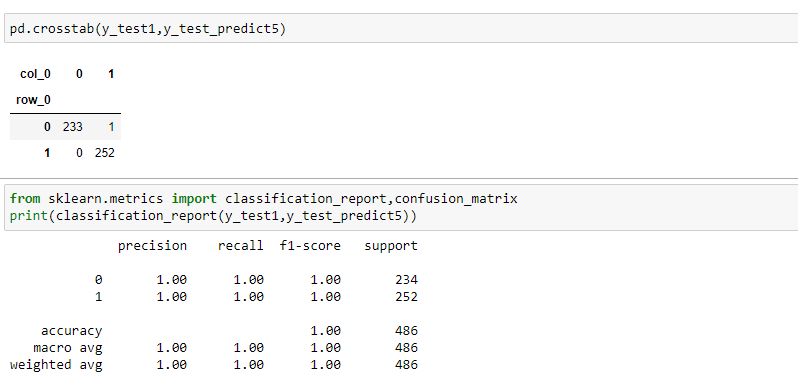 pd.crosstab(y_test1,y_test_predict5)
col_0 0 1
row_0
0 233 1
1 0 252
from sklearn.metrics import classification_report,confusion_matrix
print(classification_report(y_test1,y_test_predict5))
precision recall f1-score support
0 1.00 1.00 1.00 234
1 1.00 1.00 1.00 252
accuracy 1.00 486
macro avg 1.00 1.00 1.00 486
weighted avg 1.00 1.00 1.00 486